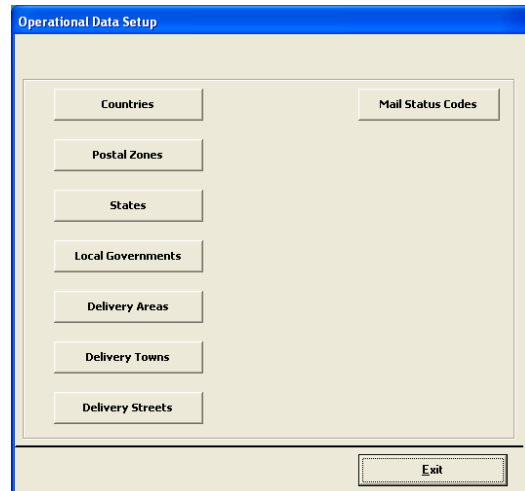 Operational Data Setup
Countries
Mail Status Codes
Postal Zones
States
Local Governments
Delivery Areas
Delivery Towns
Delivery Streets
Exit